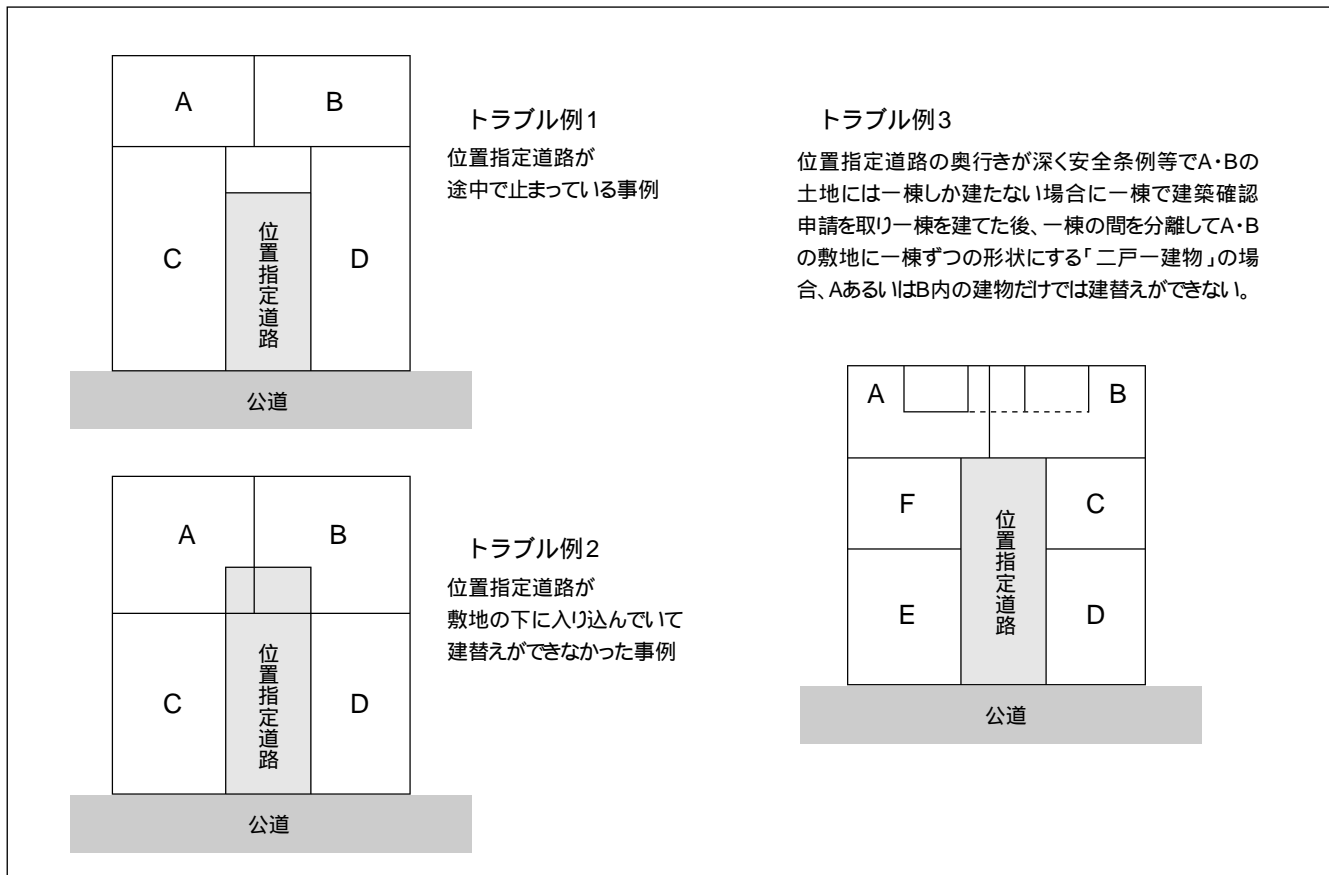 A
B
C
位置指定道路
D
公道
トラブル例1
位置指定道路が
途中で止まっている事例
A
B
C
位置指定道路
D
公道
トラブル例2
位置指定道路が
敷地の下に入り込んでいて
建替えができなかった事例
トラブル例3
位置指定道路の奥行きが深く安全条例等でA・Bの
土地には一棟しか建たない場合に一棟で建築確認
申請を取り一棟を建てた後、一棟の間を分離してA・B
の敷地に一棟ずつの形状にする「二戸一建物」の場
合、AあるいはB内の建物だけでは建替えができない。
A
B
F
C
位置指定道路
E
D
公道